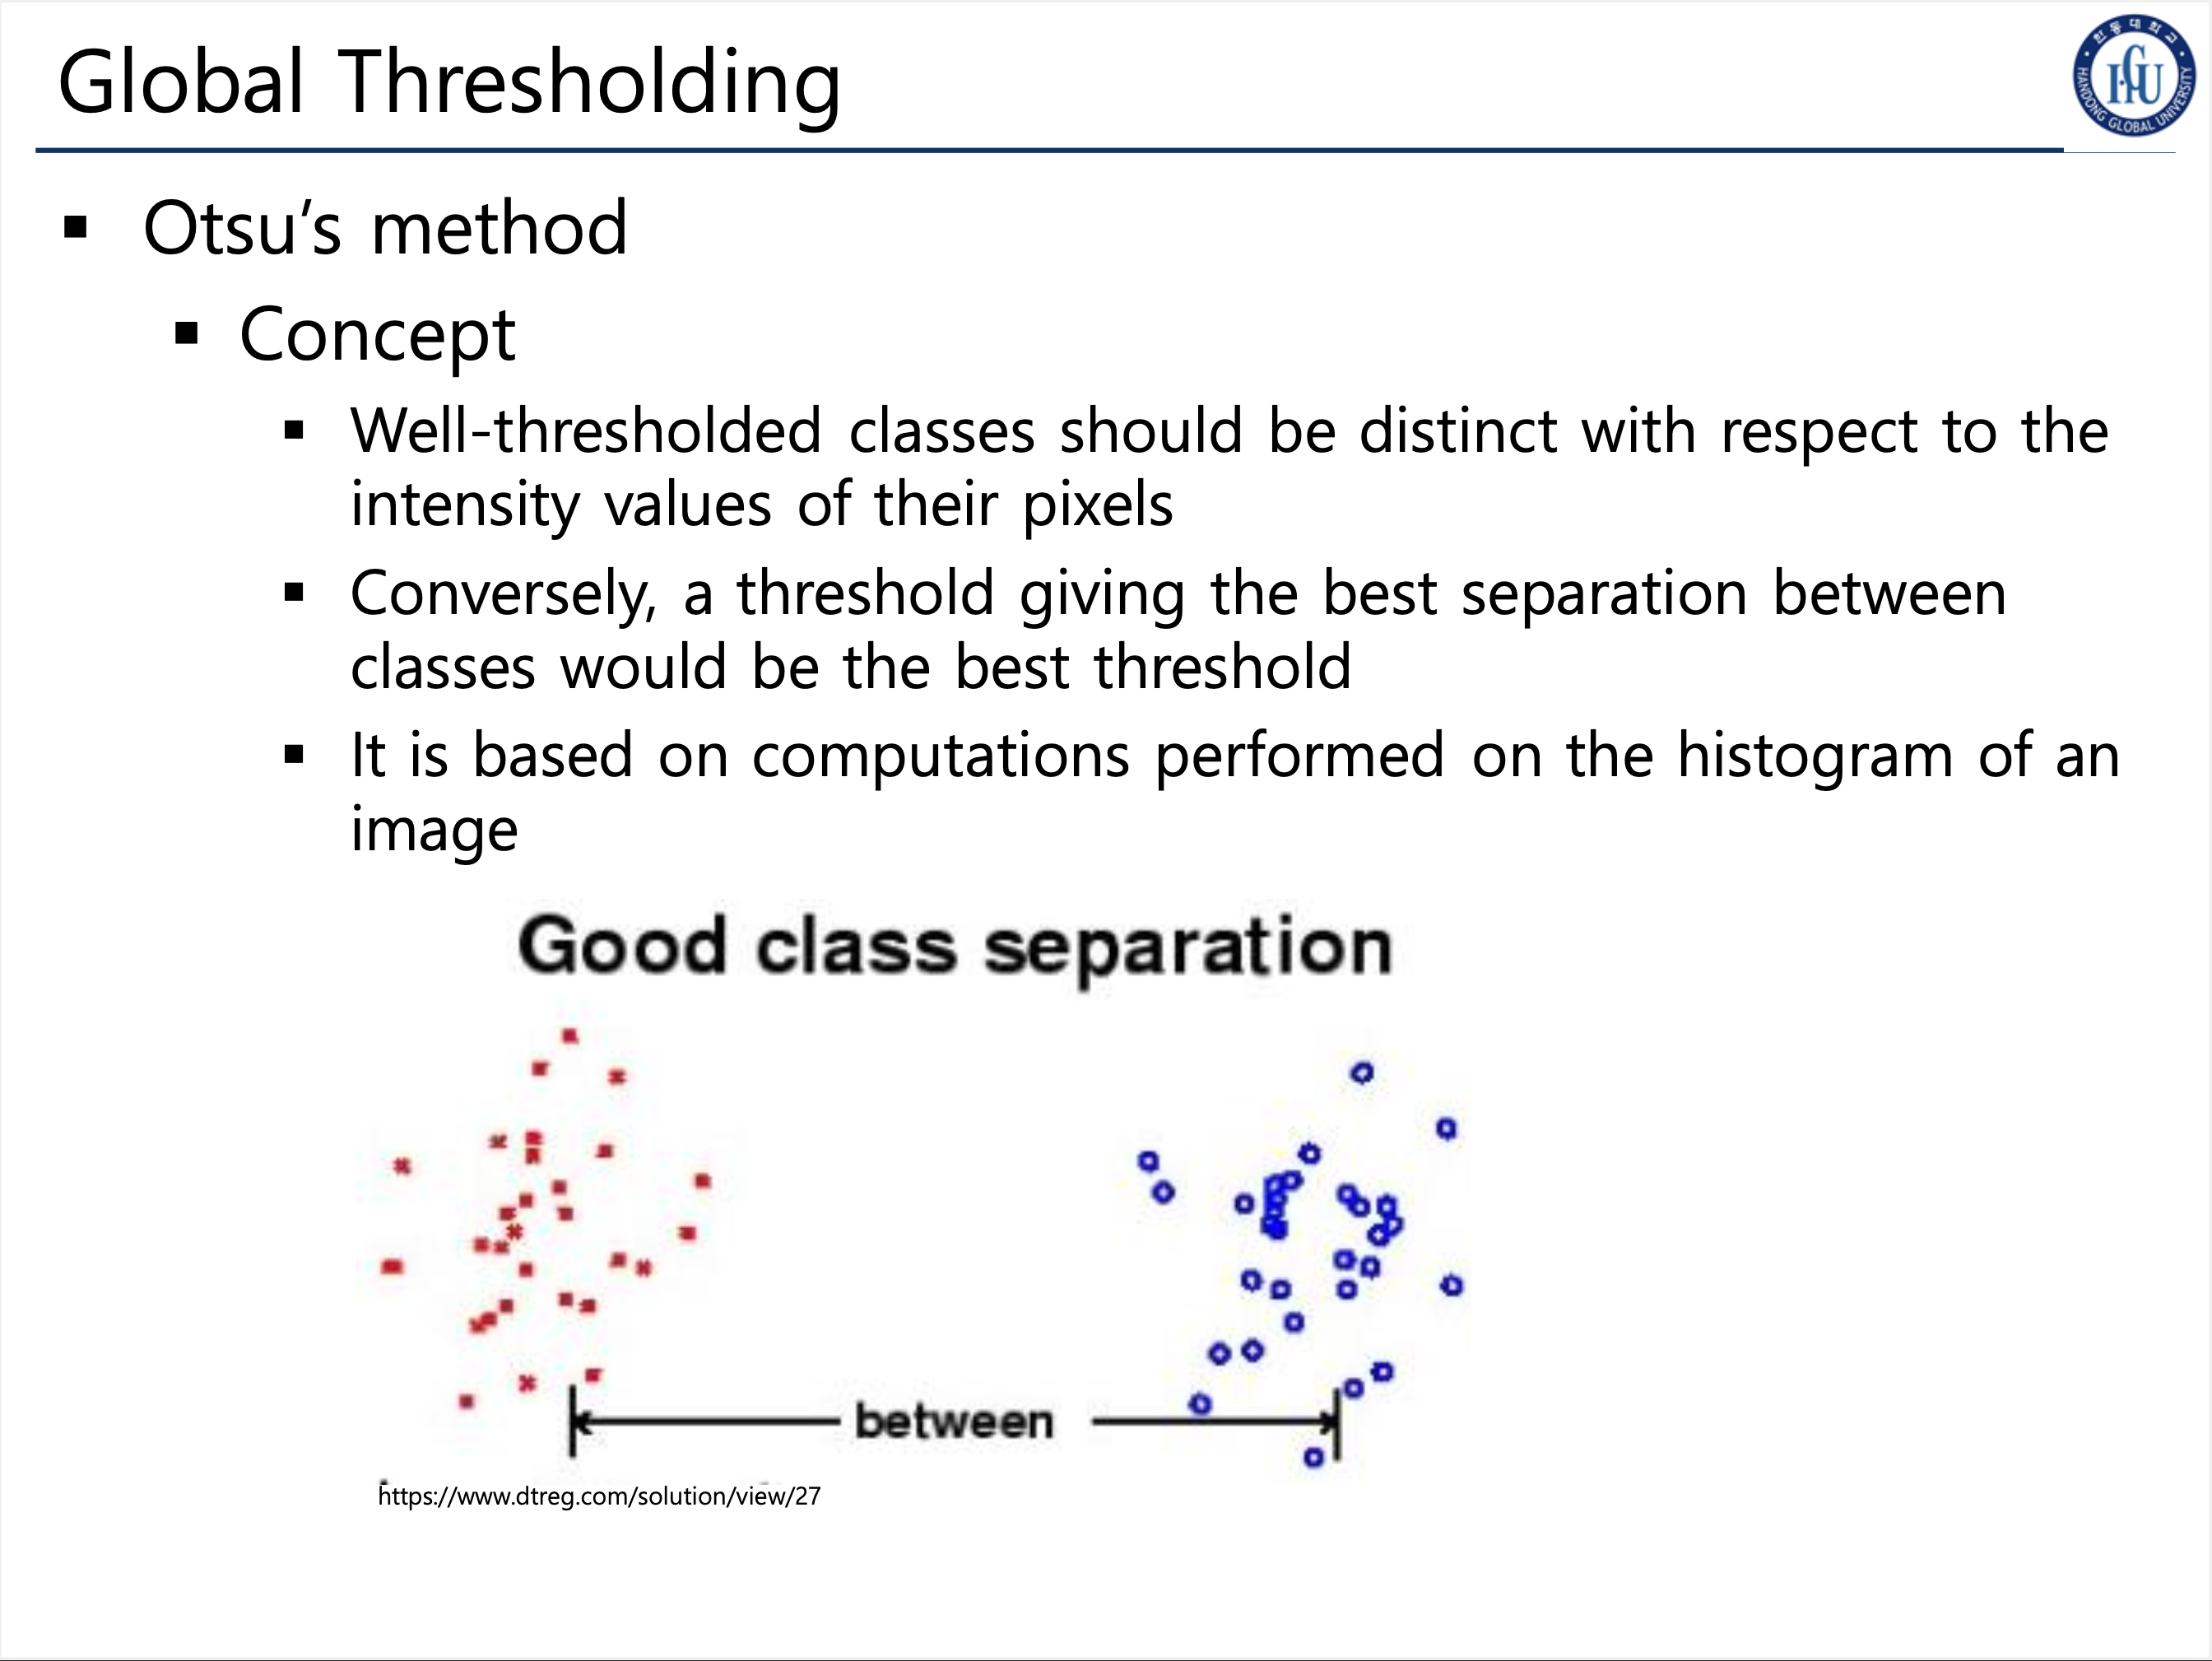 Global Thresholding
한동대학교
HANDONG GLOBAL UNIVERSITY
HGU
▪ Otsu’s method
▪ Concept
▪ Well-thresholded classes should be distinct with respect to the
intensity values of their pixels
▪ Conversely, a threshold giving the best separation between
classes would be the best threshold
▪ It is based on computations performed on the histogram of an
image
Good class separation
between
https://www.dtreg.com/solution/view/27